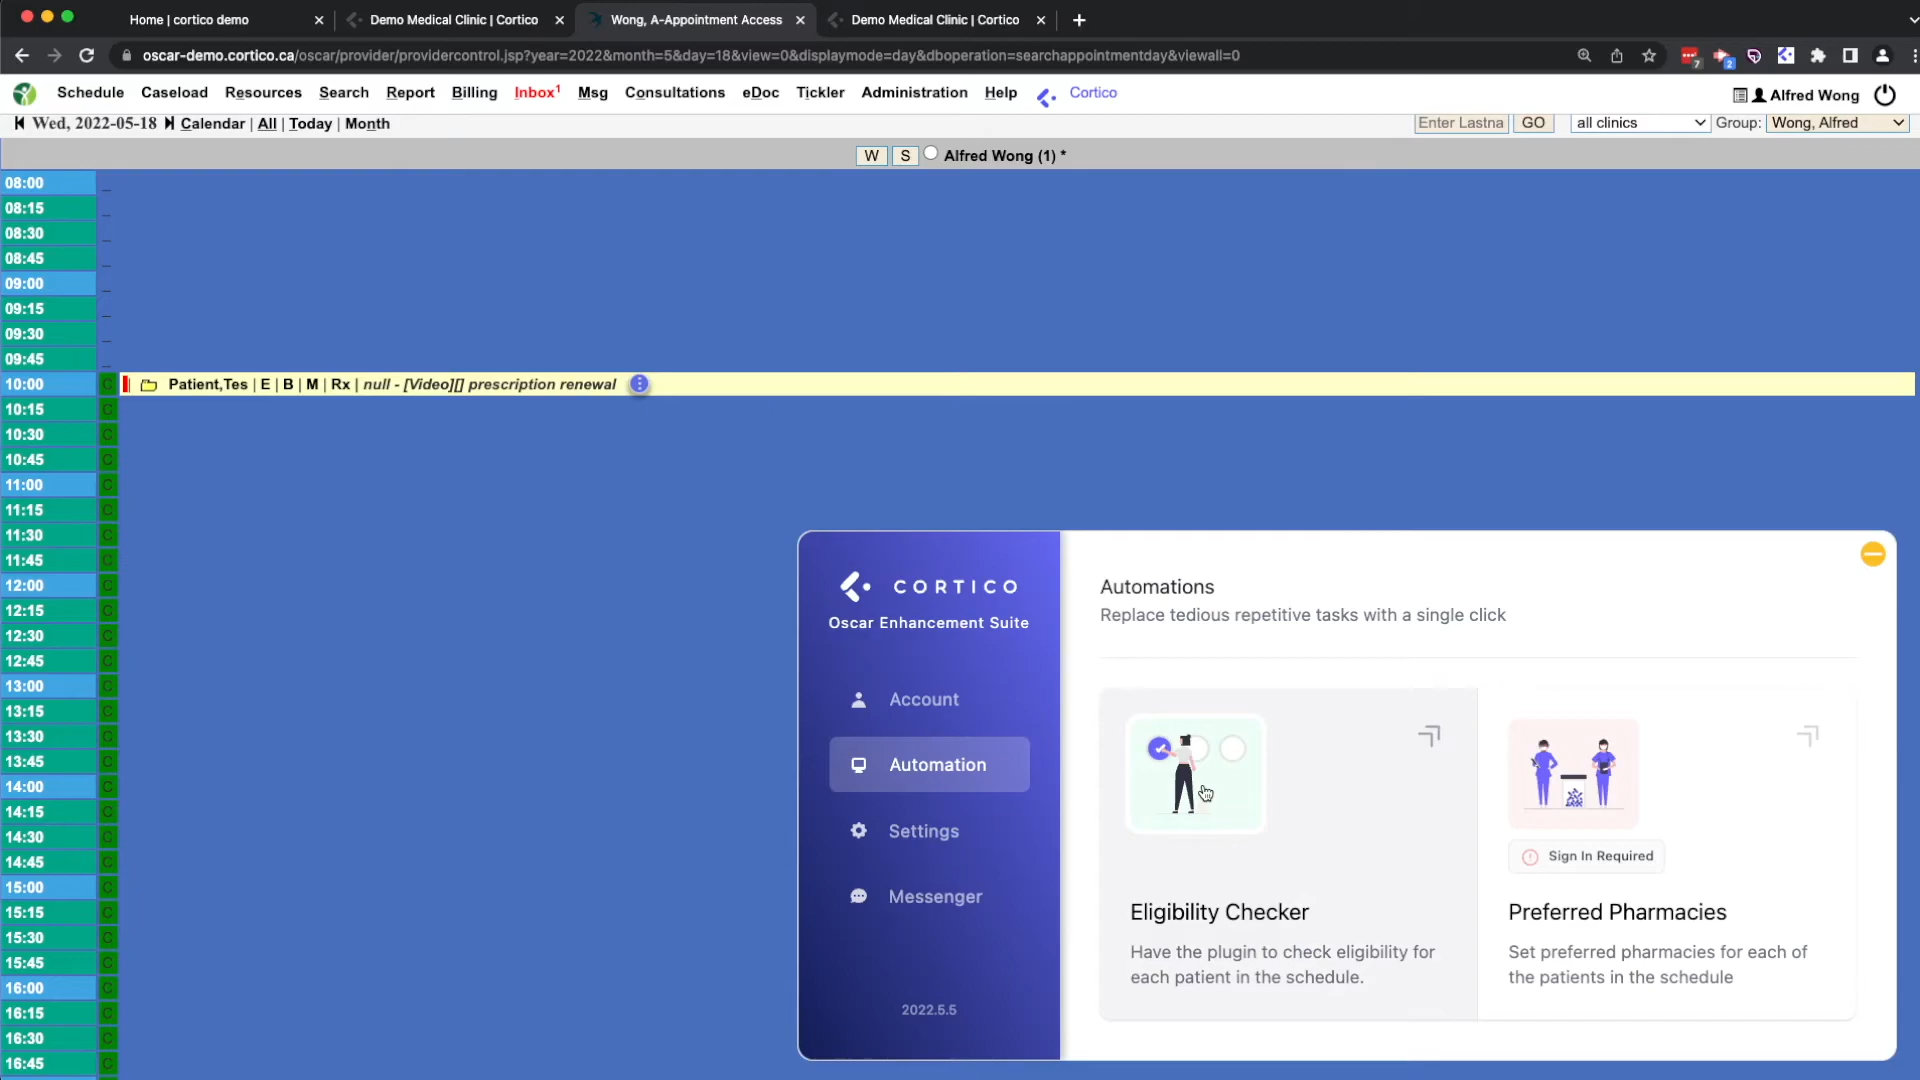 Home | cortico demo
Demo Medical Clinic | Cortico
Wong, A-Appointment Access
Demo Medical Clinic | Cortico
oscar-demo.cortico.ca/oscar/provider/providercontrol.jsp?year=2022&month=5&day=18&view=0&displaymode=day&dboperation=searchappointmentday&viewall=0
7
2
Schedule Caseload Resources Search Report Billing Inbox1 Msg Consultations eDoc Tickler Administration Help Cortico
Alfred Wong
Wed, 2022-05-18 Calendar | All | Today | Month
Enter Lastna GO all clinics Group: Wong, Alfred
W S Alfred Wong (1) *
08:00
08:15
08:30
08:45
09:00
09:15
09:30
09:45
10:00 C Patient,Tes | E | B | M | Rx | null - [Video][] prescription renewal
10:15 C
10:30 C
10:45 C
11:00 C
11:15 C
11:30 C
11:45 C
12:00 C
12:15 C
12:30 C
12:45 C
13:00 C
13:15 C
13:30 C
13:45 C
14:00 C
14:15 C
14:30 C
14:45 C
15:00 C
15:15 C
15:30 C
15:45 C
16:00 C
16:15 C
16:30 C
16:45 C
CORTICO
Oscar Enhancement Suite
Account
Automation
Settings
Messenger
2022.5.5
Automations
Replace tedious repetitive tasks with a single click
Eligibility Checker
Have the plugin to check eligibility for
each patient in the schedule.
Sign In Required
Preferred Pharmacies
Set preferred pharmacies for each of
the patients in the schedule